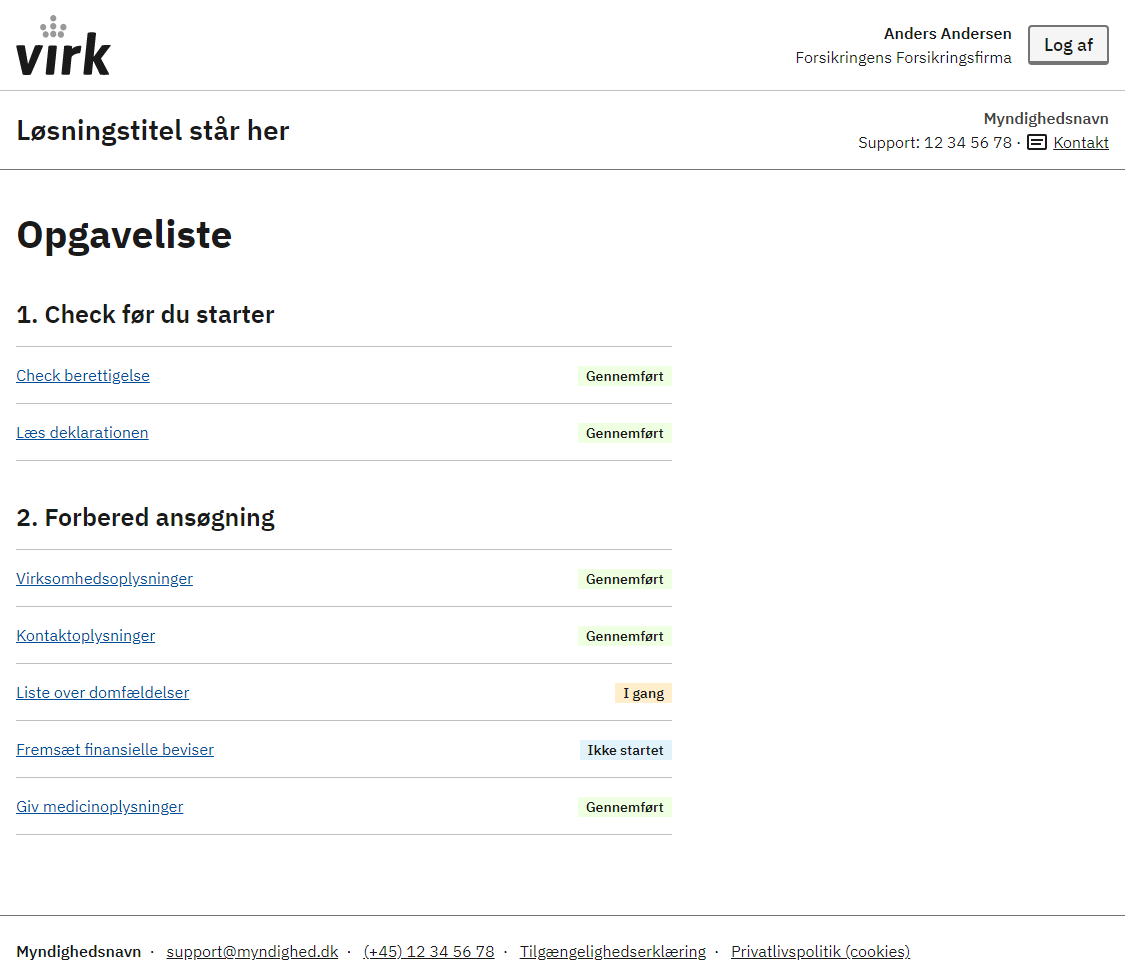 virk
Anders Andersen
Forsikringens Forsikringsfirma
Log af
Løsningstitel står her
Myndighedsnavn
Support: 12 34 56 78 · Kontakt
Opgaveliste
1. Check før du starter
Check berettigelse Gennemført
Læs deklarationen Gennemført
2. Forbered ansøgning
Virksomhedsoplysninger Gennemført
Kontaktoplysninger Gennemført
Liste over domfældelser I gang
Fremsæt finansielle beviser Ikke startet
Giv medicinoplysninger Gennemført
Myndighedsnavn · support@myndighed.dk · (+45) 12 34 56 78 · Tilgængelighedserklæring · Privatlivspolitik (cookies)